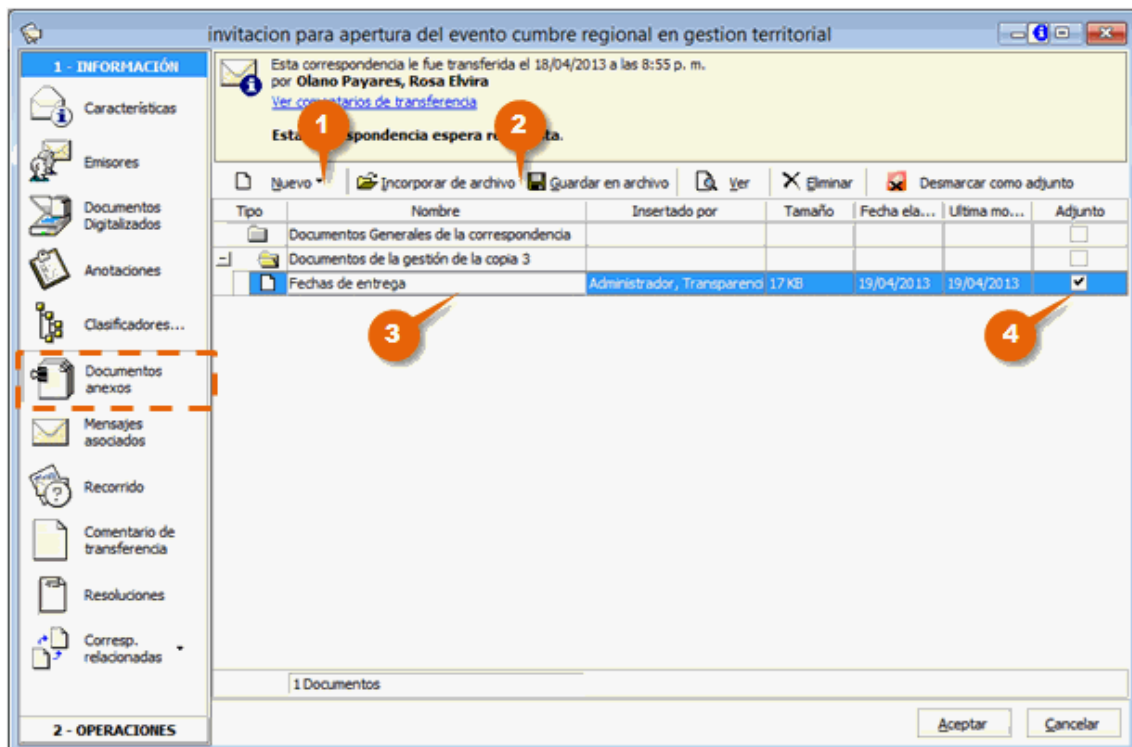 invitacion para apertura del evento cumbre regional en gestion territorial
1 - INFORMACIÓN
Características
Emisores
Documentos
Digitalizados
Anotaciones
Clasificadores...
Documentos
anexos
Mensajes
asociados
Recorrido
Comentario de
transferencia
Resoluciones
Corresp.
relacionadas
2 - OPERACIONES
Esta correspondencia le fue transferida el 18/04/2013 a las 8:55 p. m.
por Olano Payares, Rosa Elvira
Ver comentarios de transferencia
Esta correspondencia espera respuesta.
1
2
Nuevo Incorporar de archivo Guardar en archivo Ver Eliminar Desmarcar como adjunto
Tipo Nombre Insertado por Tamaño Fecha ela... Ultima mo... Adjunto
Documentos Generales de la correspondencia
Documentos de la gestión de la copia 3
Fechas de entrega Administrador, Transparenci 17 KB 19/04/2013 19/04/2013
3
4
1 Documentos
Aceptar Cancelar